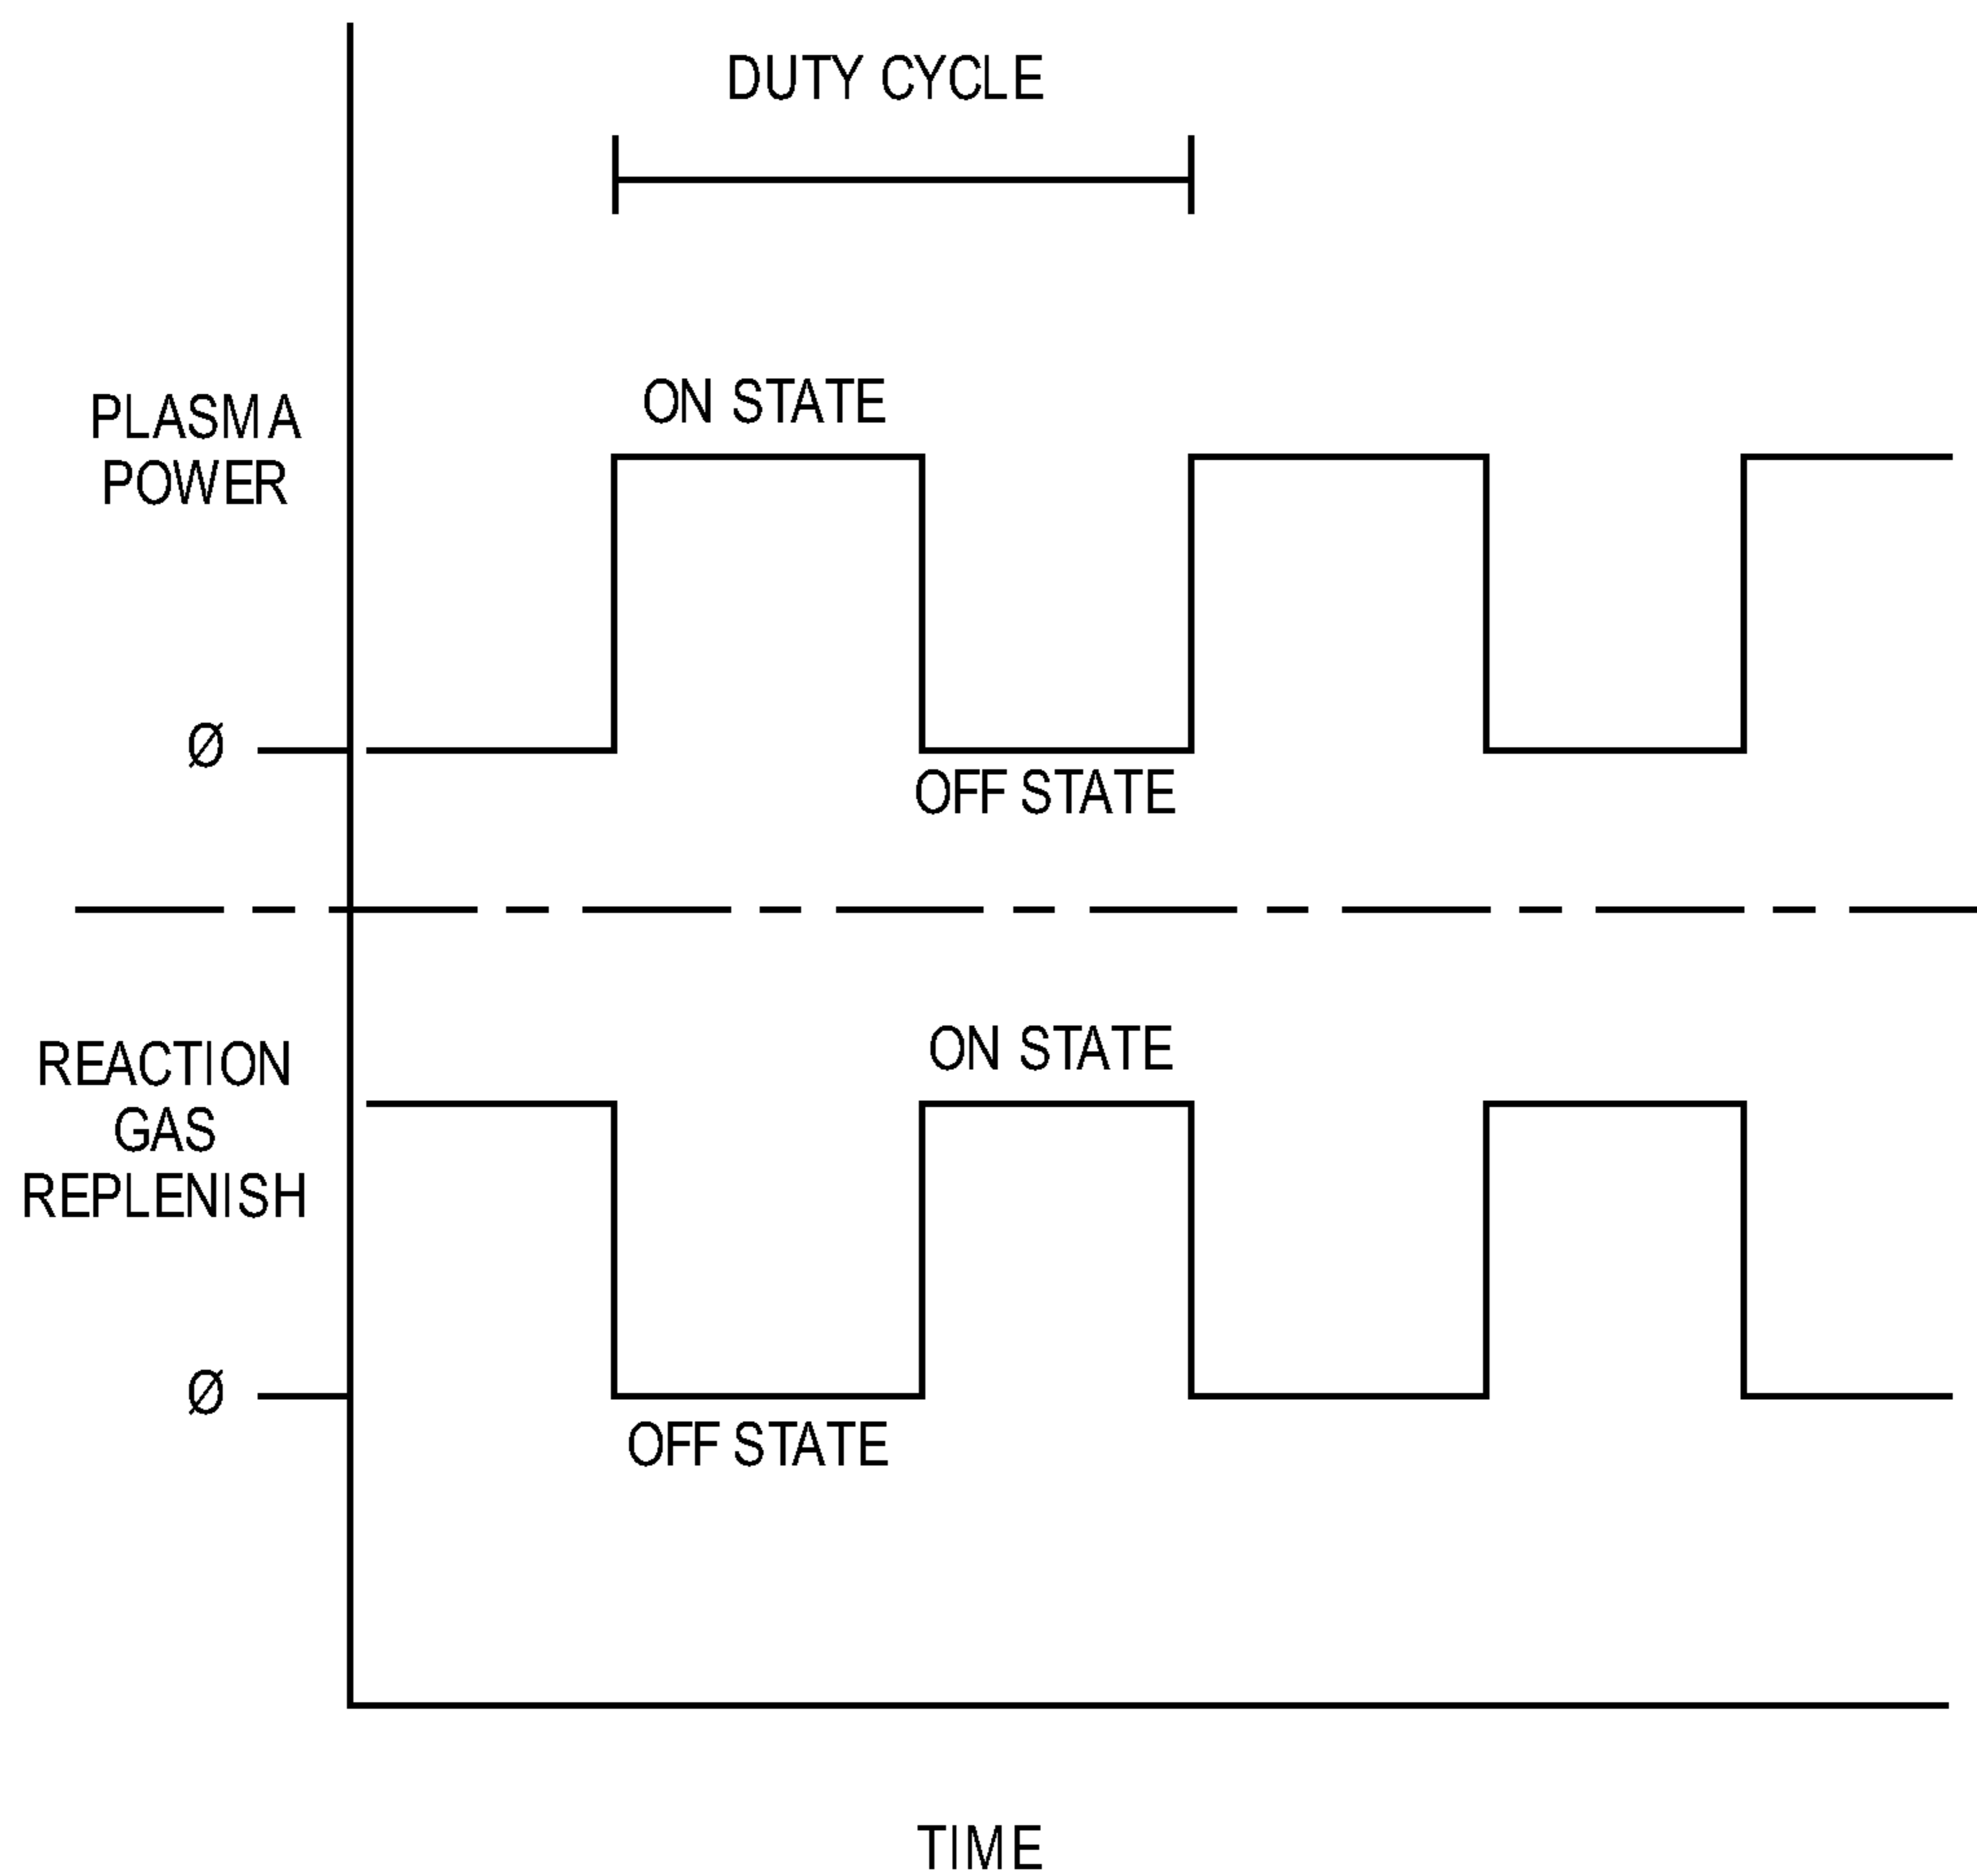 DUTY CYCLE
ON STATE
PLASMA
POWER
Ø
OFF STATE
ON STATE
REACTION
GAS
REPLENISH
Ø
OFF STATE
TIME